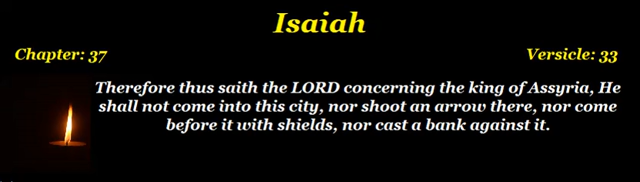 Isaiah
Chapter: 37
Versicle: 33
Therefore thus saith the LORD concerning the king of Assyria, He
shall not come into this city, nor shoot an arrow there, nor come
before it with shields, nor cast a bank against it.